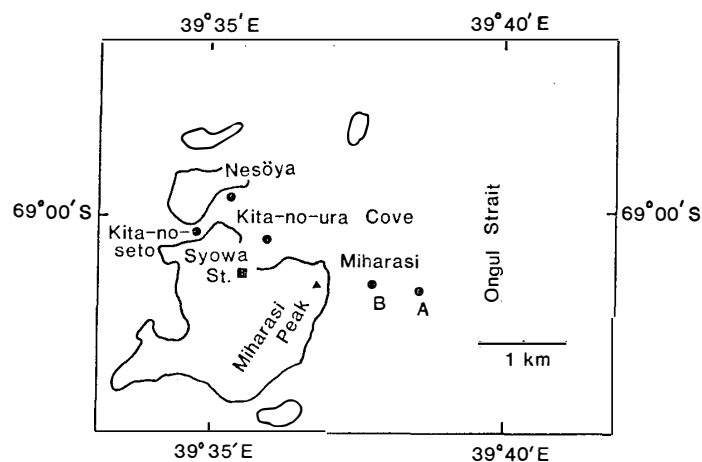 39°35′E 39°40′E
Nesöya
69°00′S 69°00′S
Kita-no-ura Cove
Kita-no-
seto
Syowa
St.
Miharasi
B A
Ongul Strait
Miharasi
Peak
1 km
39°35′E 39°40′E